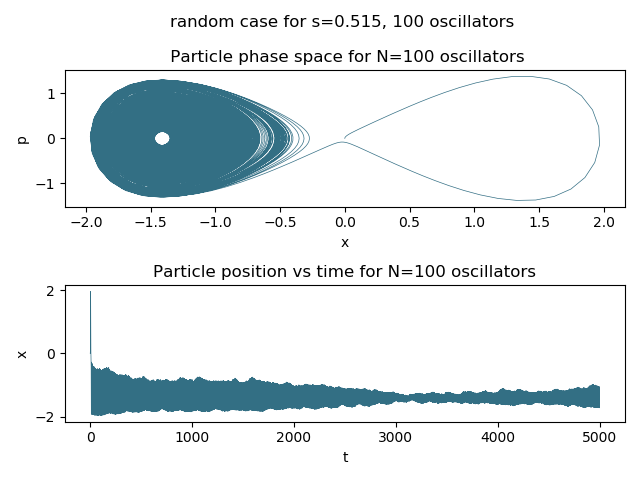 random case for s=0.515, 100 oscillators
Particle phase space for N=100 oscillators
1
0
−1
p
−2.0 −1.5 −1.0 −0.5 0.0 0.5 1.0 1.5 2.0
x
Particle position vs time for N=100 oscillators
2
0
−2
x
0 1000 2000 3000 4000 5000
t